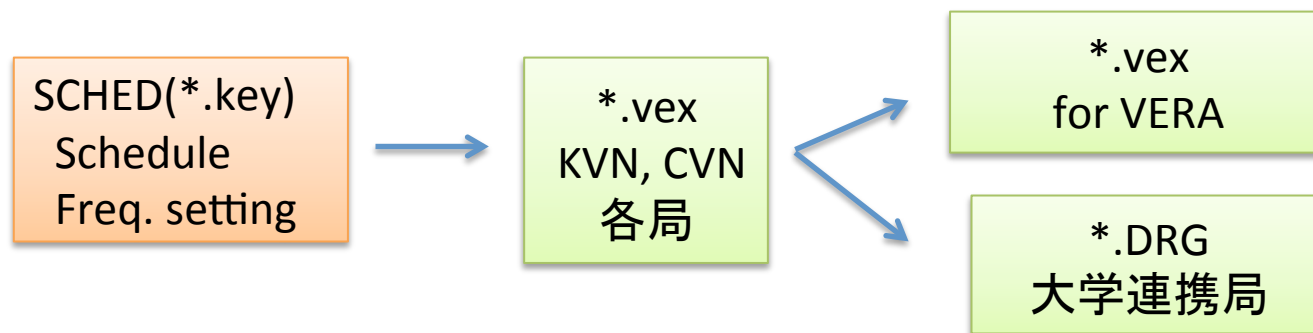 SCHED(*.key)
Schedule
Freq. setting
*.vex
KVN, CVN
各局
*.vex
for VERA
*.DRG
大学連携局